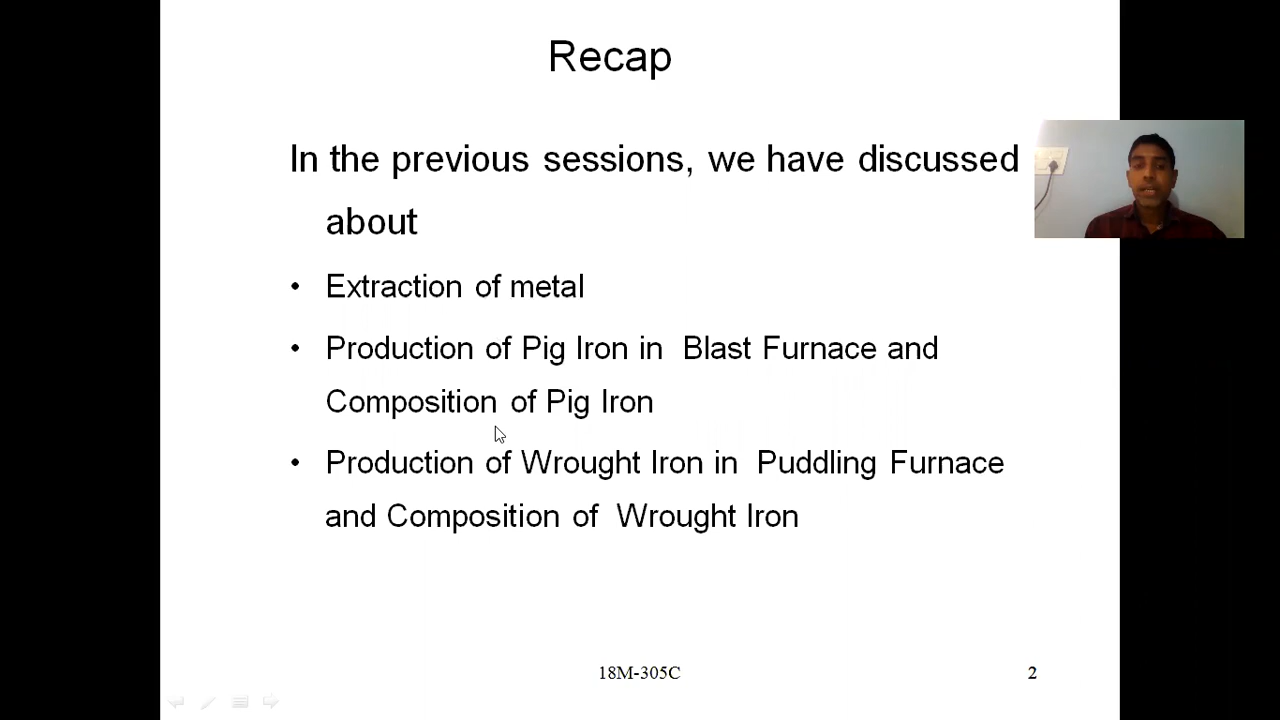 Recap
In the previous sessions, we have discussed
about
• Extraction of metal
• Production of Pig Iron in Blast Furnace and
Composition of Pig Iron
• Production of Wrought Iron in Puddling Furnace
and Composition of Wrought Iron
18M-305C
2